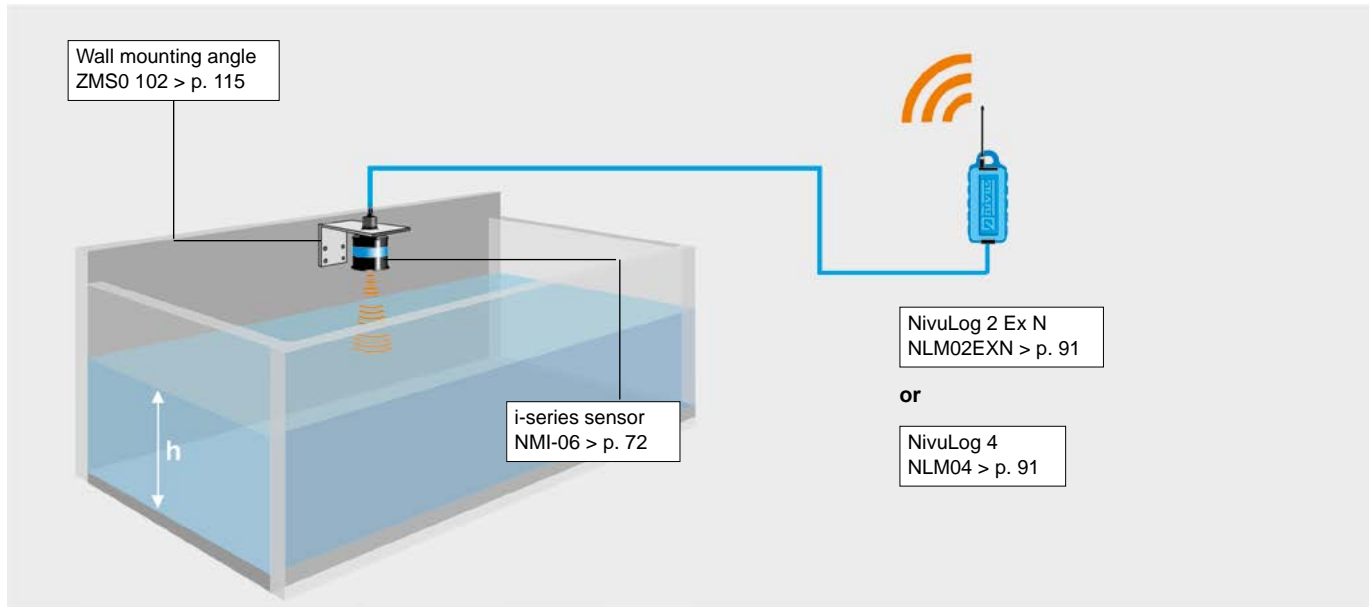 Wall mounting angle
ZMS0 102 > p. 115
nivus
h
i-series sensor
NMI-06 > p. 72
NivuLog 2 Ex N
NLM02EXN > p. 91
or
NivuLog 4
NLM04 > p. 91